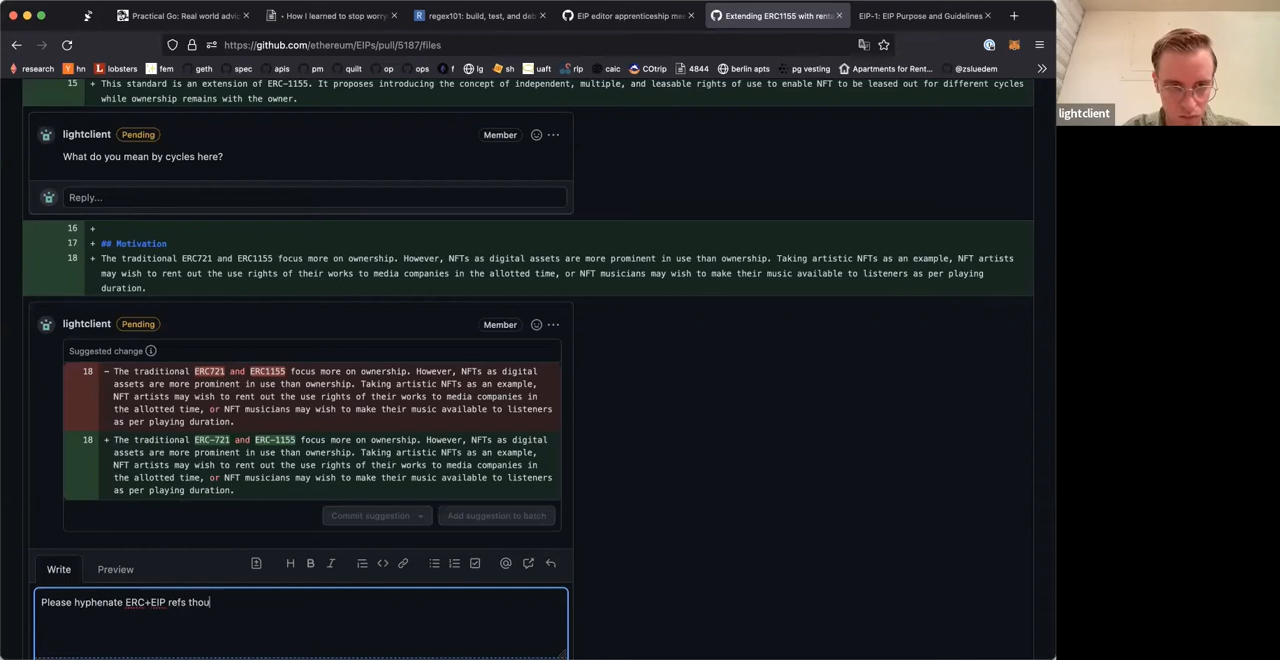 Practical Go: Real world advic
· How I learned to stop worry
regex101: build, test, and deb
EIP editor apprenticeship me
Extending ERC1155 with renta
EIP-1: EIP Purpose and Guidelines
https://github.com/ethereum/EIPs/pull/5187/files
research hn lobsters fem geth spec apis pm quilt op ops f lg sh uaft rlp caic COtrip 4844 berlin apts pg vesting Apartments for Rent... @zsluedem
15 + This standard is an extension of ERC-1155. It proposes introducing the concept of independent, multiple, and leasable rights of use to enable NFT to be leased out for different cycles
while ownership remains with the owner.
lightclient Pending Member
What do you mean by cycles here?
Reply...
16 +
17 + ## Motivation
18 + The traditional ERC721 and ERC1155 focus more on ownership. However, NFTs as digital assets are more prominent in use than ownership. Taking artistic NFTs as an example, NFT artists
may wish to rent out the use rights of their works to media companies in the allotted time, or NFT musicians may wish to make their music available to listeners as per playing
duration.
lightclient Pending Member
Suggested change
18 - The traditional ERC721 and ERC1155 focus more on ownership. However, NFTs as digital
assets are more prominent in use than ownership. Taking artistic NFTs as an example,
NFT artists may wish to rent out the use rights of their works to media companies in
the allotted time, or NFT musicians may wish to make their music available to listeners
as per playing duration.
18 + The traditional ERC-721 and ERC-1155 focus more on ownership. However, NFTs as digital
assets are more prominent in use than ownership. Taking artistic NFTs as an example,
NFT artists may wish to rent out the use rights of their works to media companies in
the allotted time, or NFT musicians may wish to make their music available to listeners
as per playing duration.
Commit suggestion Add suggestion to batch
Write Preview
Please hyphenate ERC+EIP refs thou
lightclient